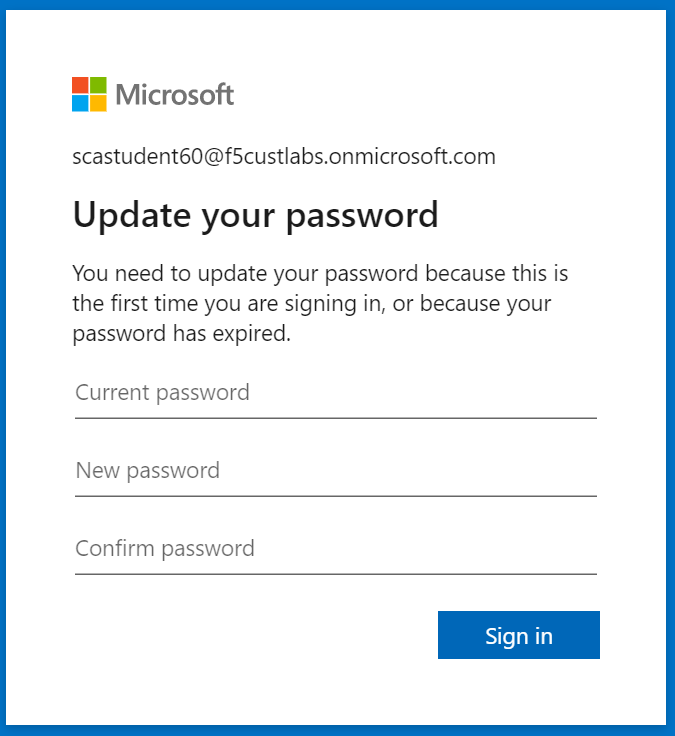 Microsoft
scastudent60@f5custlabs.onmicrosoft.com
Update your password
You need to update your password because this is
the first time you are signing in, or because your
password has expired.
Current password
New password
Confirm password
Sign in